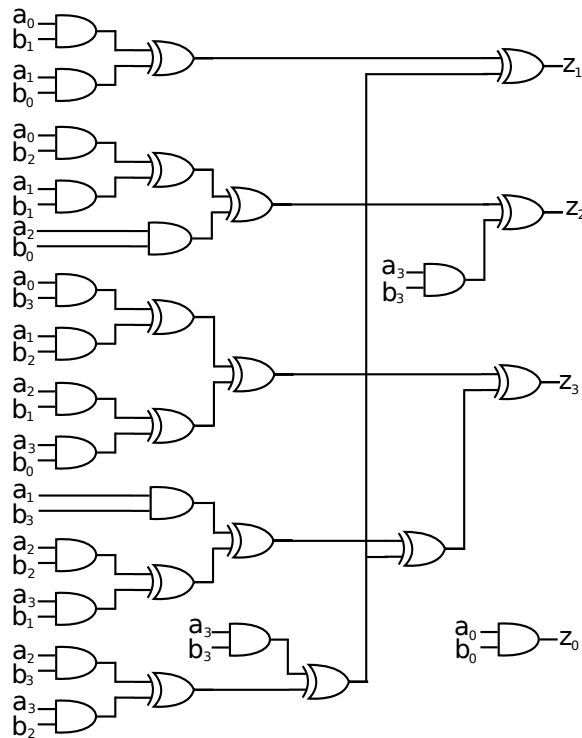 a₀
b₁
a₁
b₀
z₁
a₀
b₂
a₁
b₁
a₂
b₀
z₂
a₃
b₃
a₀
b₃
a₁
b₂
a₂
b₁
a₃
b₀
z₃
a₁
b₃
a₂
b₂
a₃
b₁
a₃
b₃
a₀
b₀
z₀
a₂
b₃
a₃
b₂